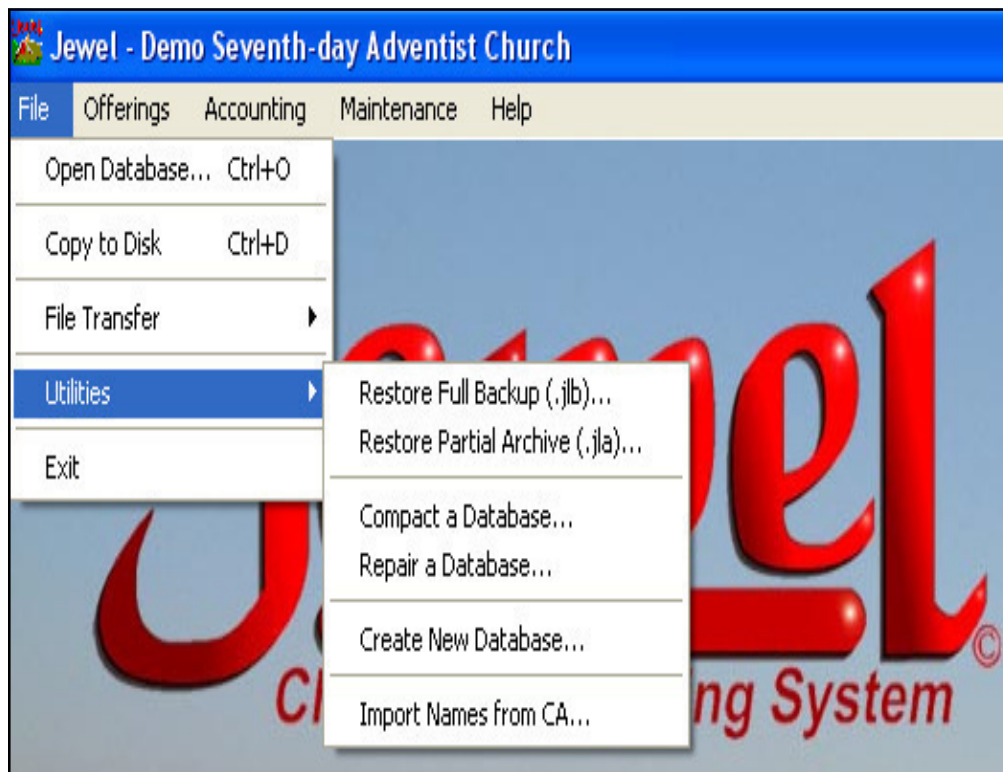 Jewel - Demo Seventh-day Adventist Church
File Offerings Accounting Maintenance Help
Open Database... Ctrl+O
Copy to Disk Ctrl+D
File Transfer
Utilities
Exit
Restore Full Backup (.jlb)...
Restore Partial Archive (.jla)...
Compact a Database...
Repair a Database...
Create New Database...
Import Names from CA...
©
System